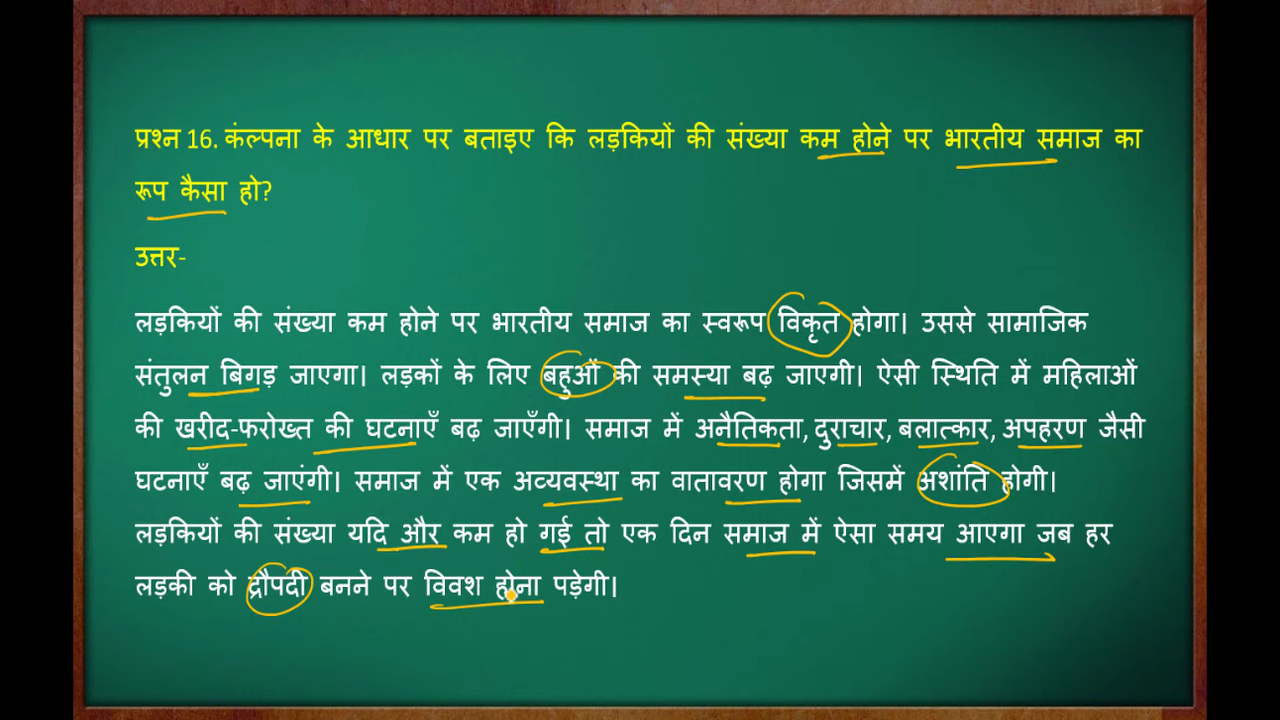 प्रश्न 16. कंल्पना के आधार पर बताइए कि लड़कियों की संख्या कम होने पर भारतीय समाज का
रूप कैसा हो?
उत्तर-
लड़कियों की संख्या कम होने पर भारतीय समाज का स्वरूप विकृत होगा। उससे सामाजिक
संतुलन बिगड़ जाएगा। लड़कों के लिए बहुओं की समस्या बढ़ जाएगी। ऐसी स्थिति में महिलाओं
की खरीद-फरोख्त की घटनाएँ बढ़ जाएँगी। समाज में अनैतिकता, दुराचार, बलात्कार, अपहरण जैसी
घटनाएँ बढ़ जाएंगी। समाज में एक अव्यवस्था का वातावरण होगा जिसमें अशांति होगी।
लड़कियों की संख्या यदि और कम हो गई तो एक दिन समाज में ऐसा समय आएगा जब हर
लड़की को द्रौपदी बनने पर विवश होना पड़ेगी।